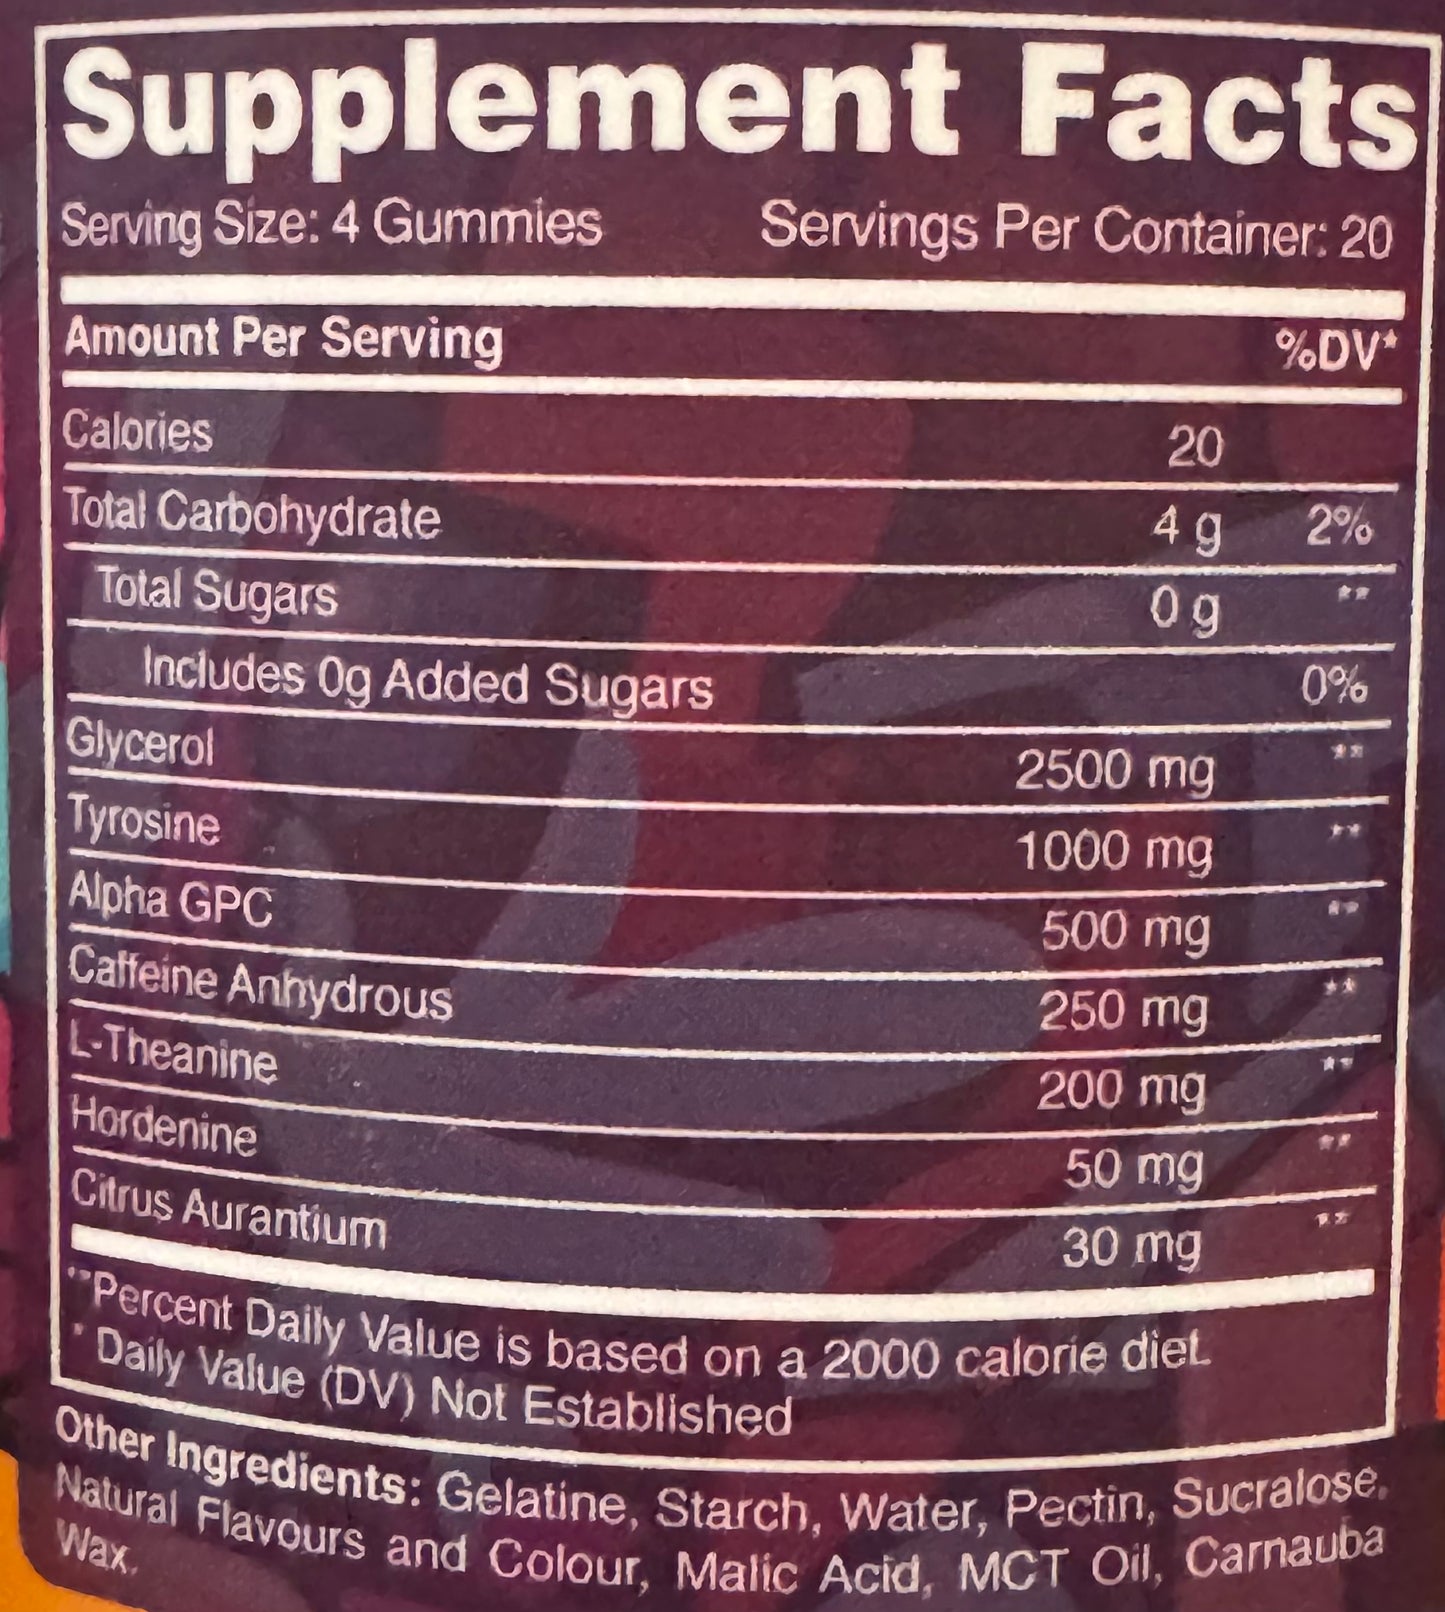 Supplement Facts
Serving Size: 4 Gummies Servings Per Container: 20
Amount Per Serving %DV*
Calories 20
Total Carbohydrate 4 g 2%
Total Sugars 0 g **
Includes 0g Added Sugars 0%
Glycerol 2500 mg **
Tyrosine 1000 mg **
Alpha GPC 500 mg **
Caffeine Anhydrous 250 mg **
L-Theanine 200 mg **
Hordenine 50 mg **
Citrus Aurantium 30 mg **
**Percent Daily Value is based on a 2000 calorie diet.
* Daily Value (DV) Not Established
Other Ingredients: Gelatine, Starch, Water, Pectin, Sucralose,
Natural Flavours and Colour, Malic Acid, MCT Oil, Carnauba
Wax.